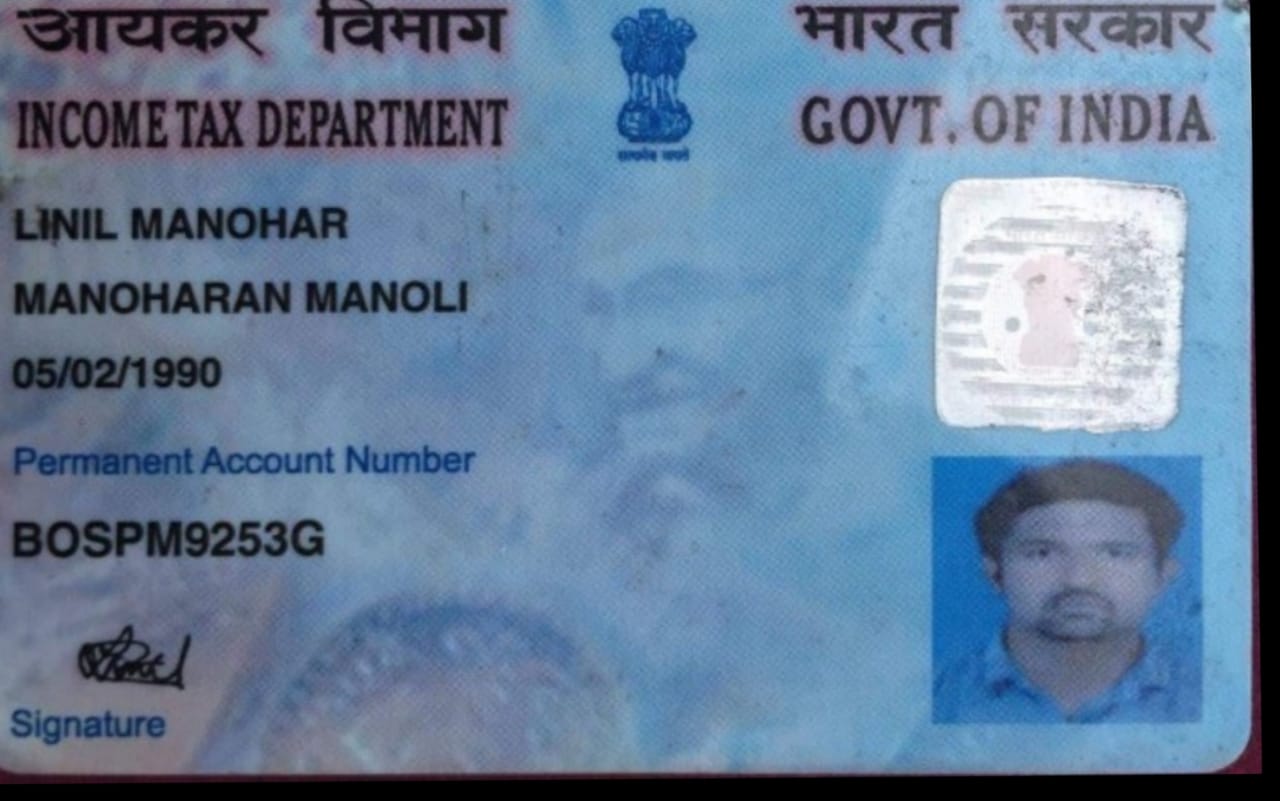 आयकर विभाग
भारत सरकार
INCOME TAX DEPARTMENT
GOVT. OF INDIA
सत्यमेव जयते
LINIL MANOHAR
MANOHARAN MANOLI
05/02/1990
Permanent Account Number
BOSPM9253G
Signature